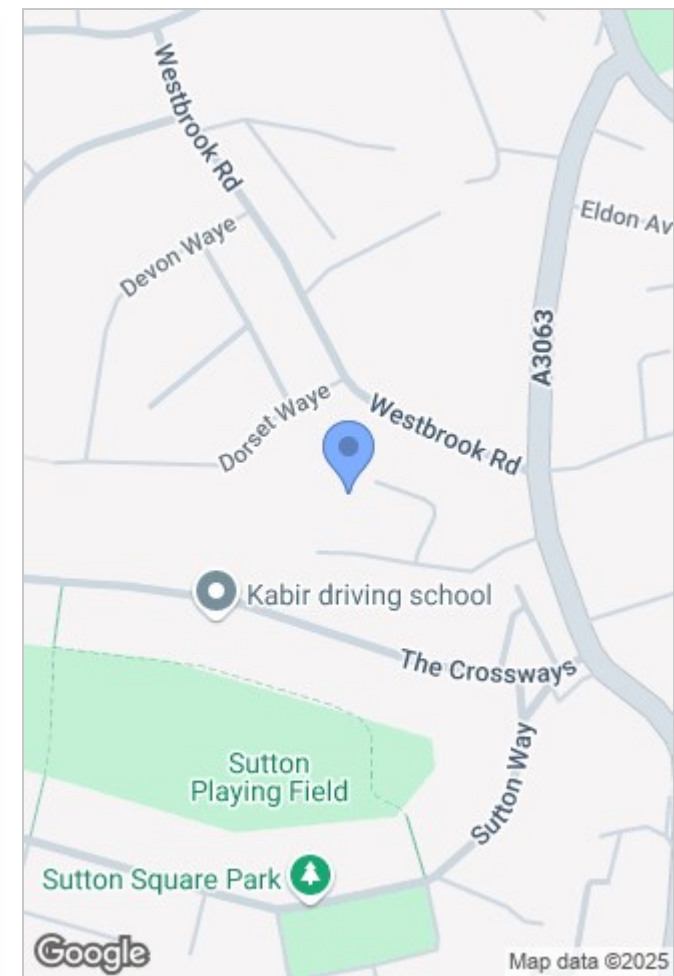 Westbrook Rd
Devon Waye
Eldon Av
A3063
Dorset Waye
Westbrook Rd
Kabir driving school
The Crossways
Sutton
Playing Field
Sutton Way
Sutton Square Park
Google
Map data ©2025